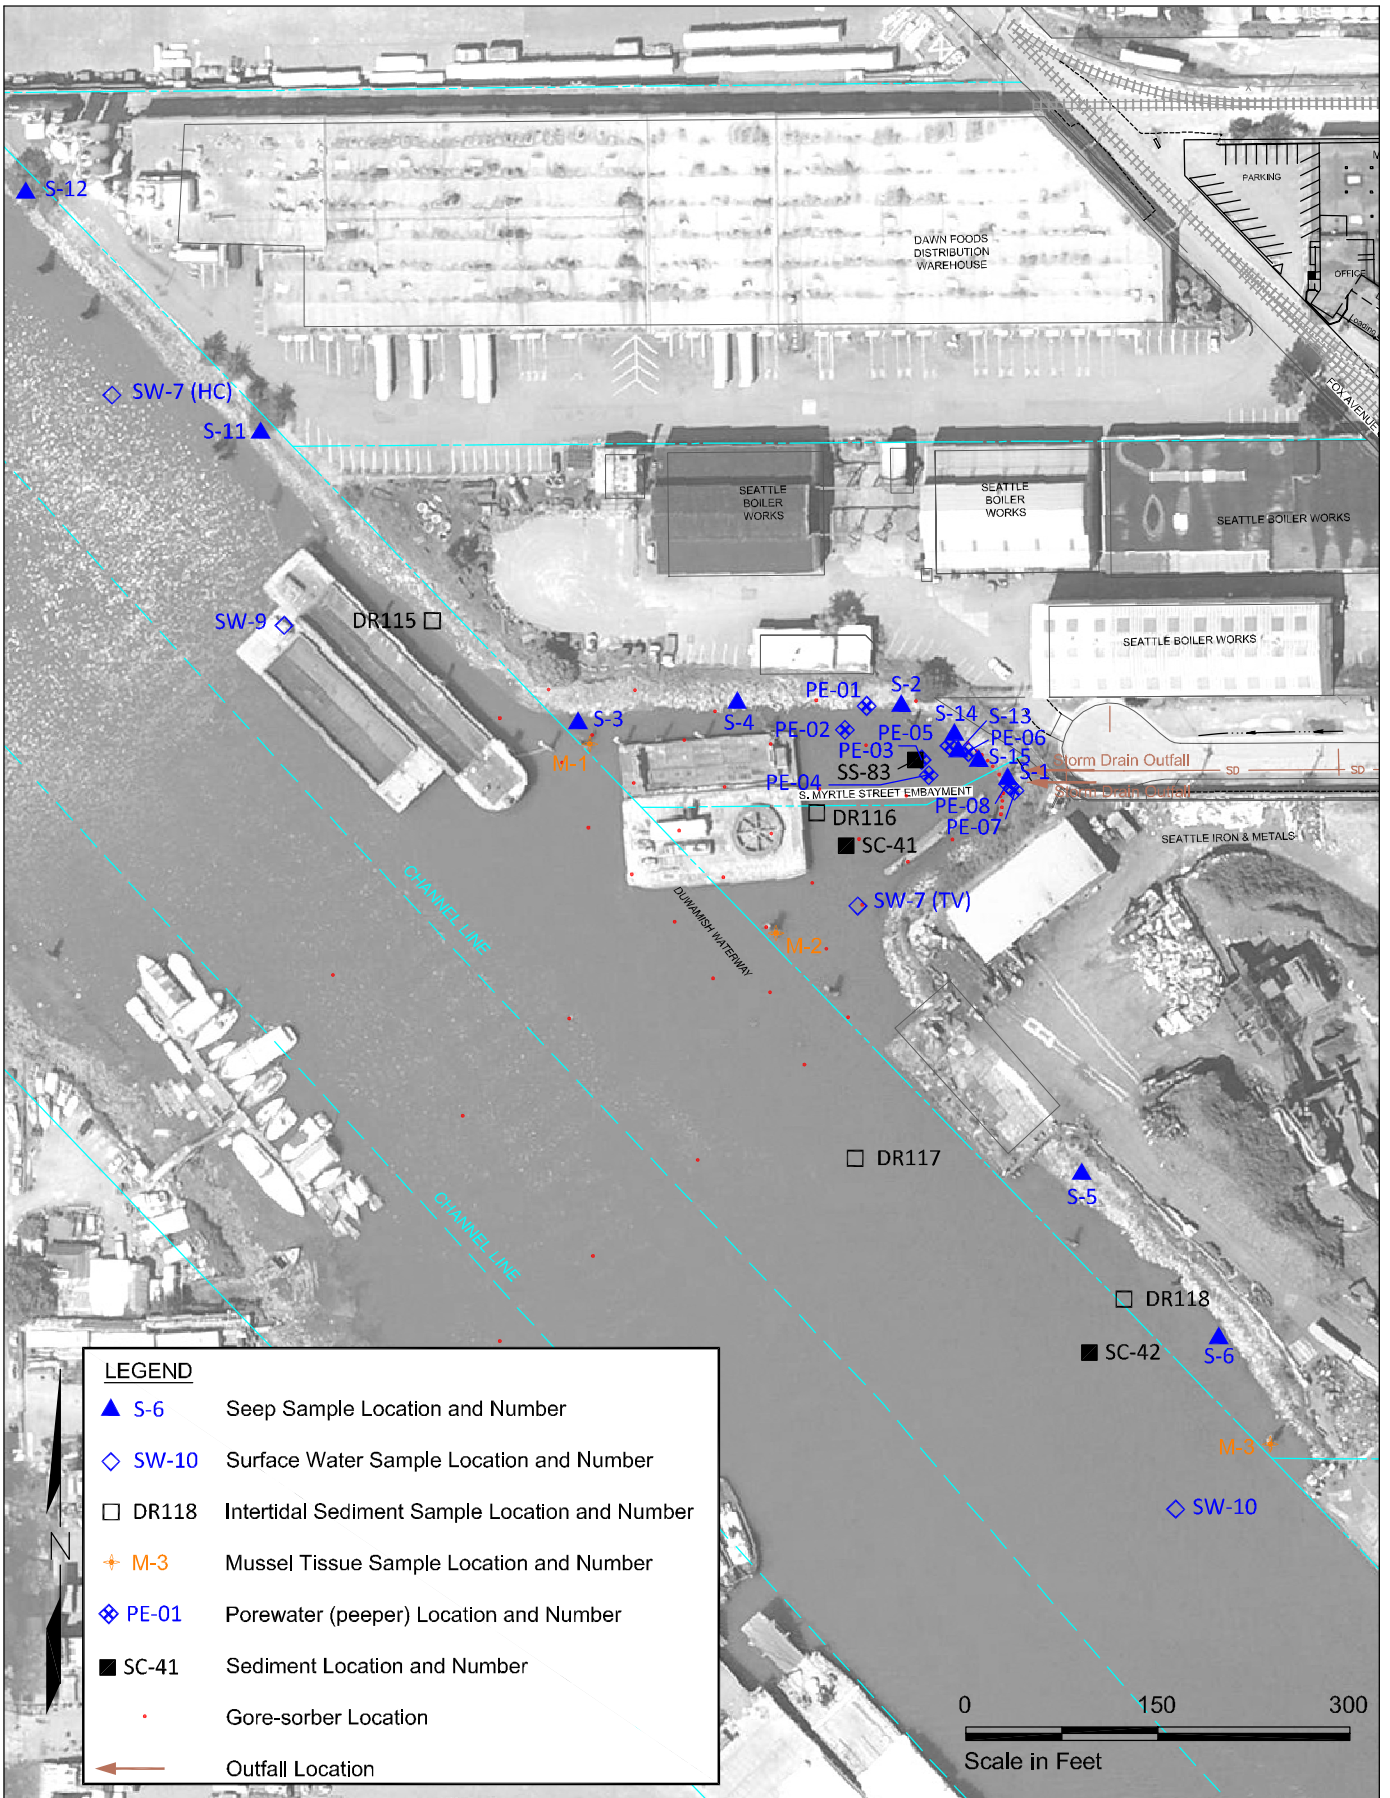 S-12
PARKING
DAWN FOODS
DISTRIBUTION
WAREHOUSE
OFFICE
Loading
FOX AVENUE
SW-7 (HC)
S-11
SEATTLE
BOILER
WORKS
SEATTLE
BOILER
WORKS
SEATTLE BOILER WORKS
SW-9
DR115
SEATTLE BOILER WORKS
PE-01
S-2
S-3
S-4
S-14
S-13
PE-02
PE-05
PE-06
PE-03
S-15
Storm Drain Outfall
SD
SD
M-1
SS-83
S-1
PE-04
S. MYRTLE STREET EMBAYMENT
Storm Drain Outfall
PE-08
DR116
PE-07
SC-41
SEATTLE IRON & METALS
CHANNEL LINE
DUWAMISH WATERWAY
SW-7 (TV)
M-2
DR117
S-5
CHANNEL LINE
DR118
SC-42
S-6
M-3
SW-10
LEGEND
S-6 Seep Sample Location and Number
SW-10 Surface Water Sample Location and Number
DR118 Intertidal Sediment Sample Location and Number
M-3 Mussel Tissue Sample Location and Number
PE-01 Porewater (peeper) Location and Number
SC-41 Sediment Location and Number
Gore-sorber Location
Outfall Location
N
0 150 300
Scale in Feet